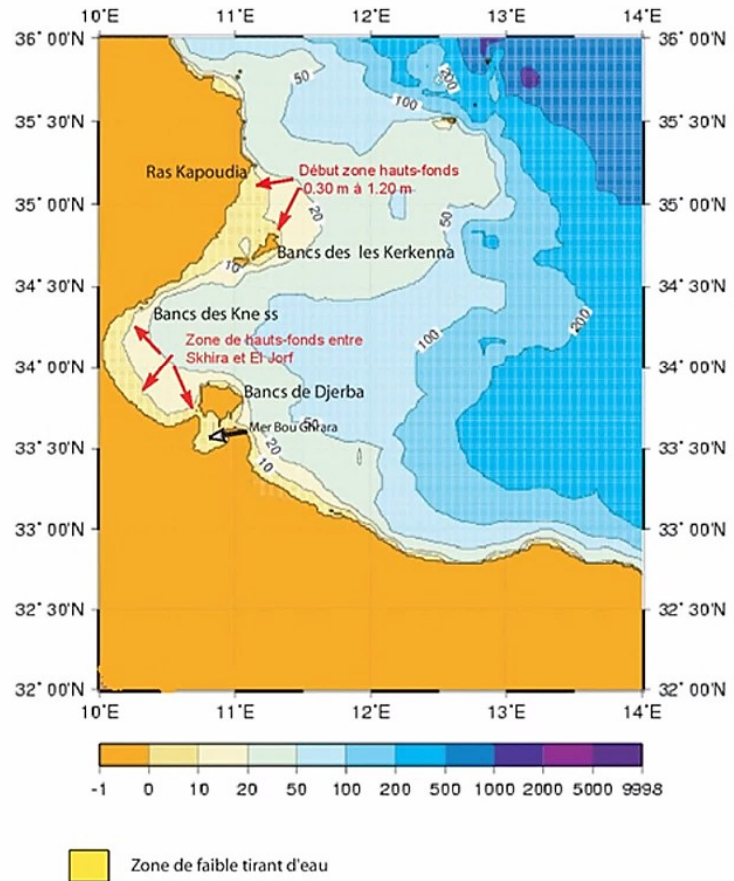 10˚E 11˚E 12˚E 13˚E 14˚E
36˚ 00'N 36˚ 00'N
50
200
100
35˚ 30'N 35˚ 30'N
Ras Kapoudia
Début zone hauts-fonds
0.30 m à 1.20 m
35˚ 00'N 35˚ 00'N
20
50
Bancs des les Kerkenna
10
34˚ 30'N 34˚ 30'N
Bancs des Kne ss
200
Zone de hauts-fonds entre
Skhira et El Jorf
100
34˚ 00'N 34˚ 00'N
Bancs de Djerba
50
Mer Bou Ghrara
33˚ 30'N 33˚ 30'N
20
10
33˚ 00'N 33˚ 00'N
32˚ 30'N 32˚ 30'N
32˚ 00'N 32˚ 00'N
10˚E 11˚E 12˚E 13˚E 14˚E
-1 0 10 20 50 100 200 500 1000 2000 5000 9998
Zone de faible tirant d'eau